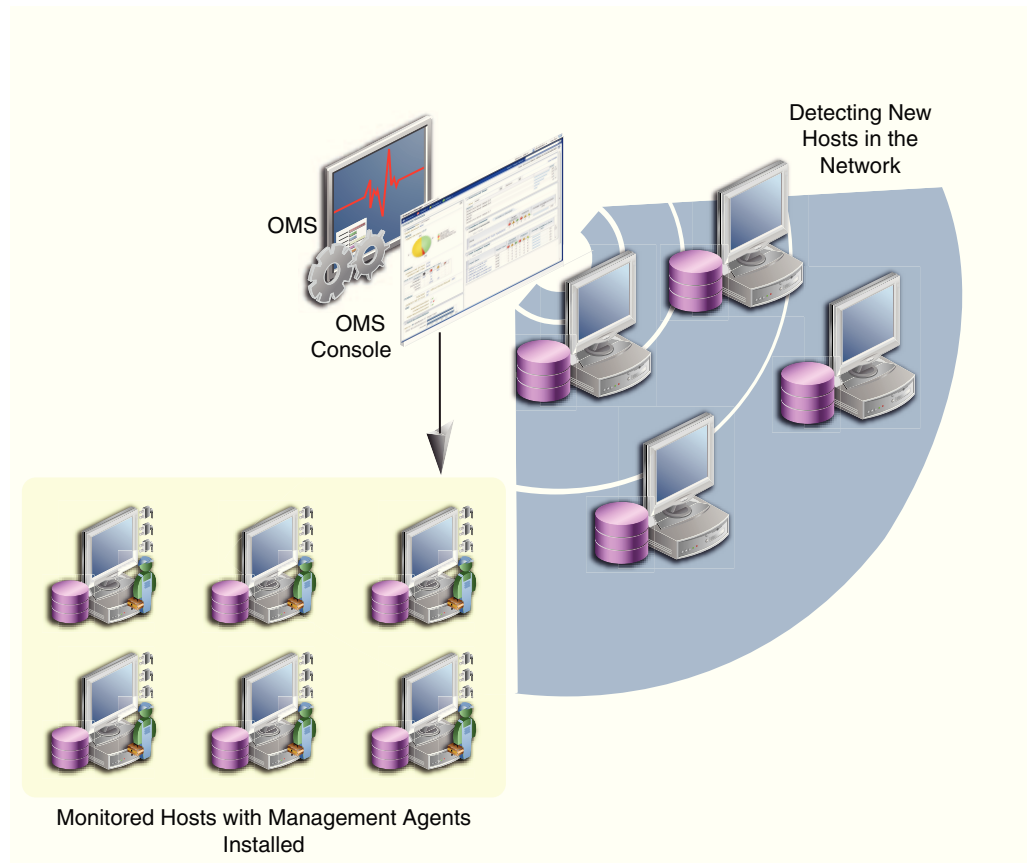 Detecting New
Hosts in the
Network
OMS
OMS
Console
Monitored Hosts with Management Agents
Installed